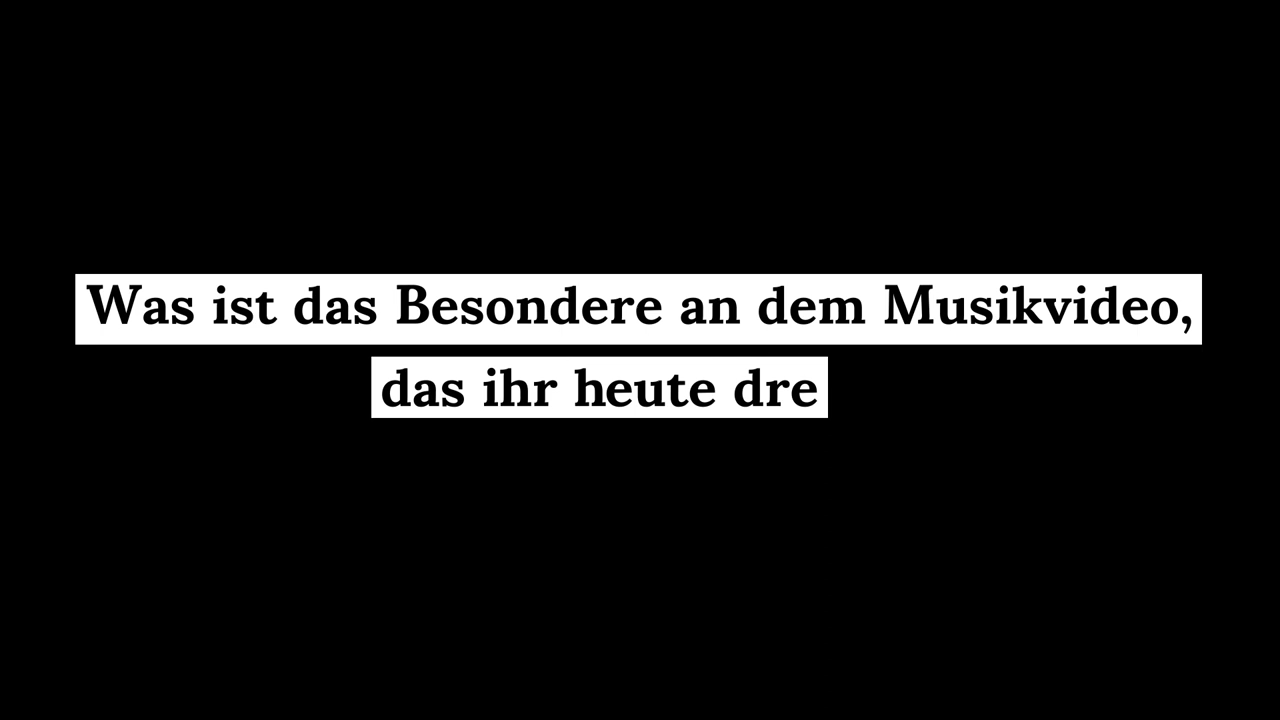 Was ist das Besondere an dem Musikvideo,
das ihr heute dre